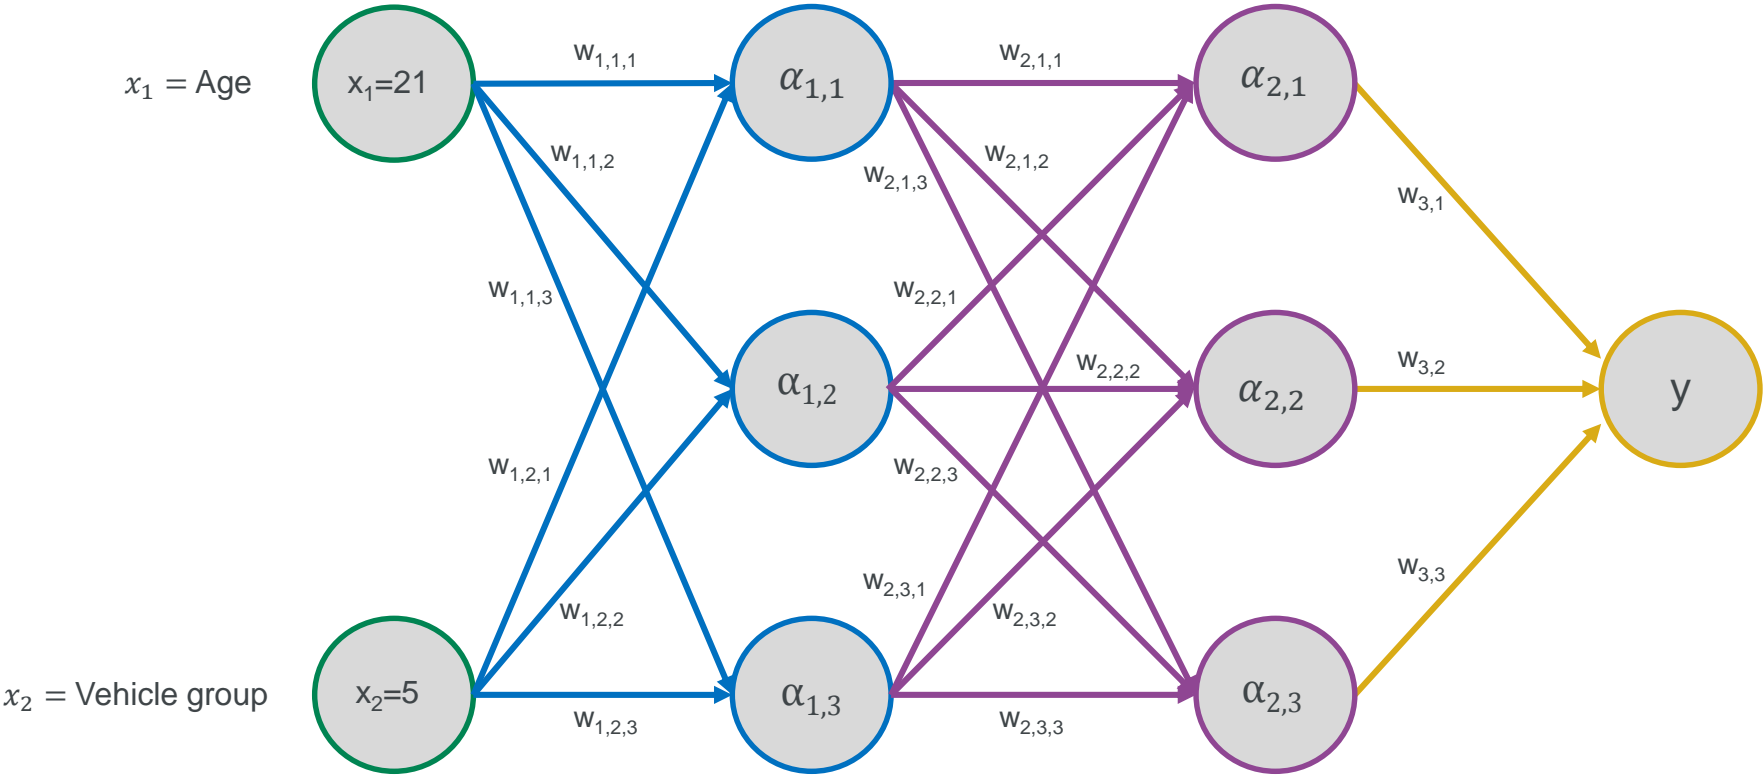 w₁,₁,₁
w₂,₁,₁
x₁ = Age
x₁=21
α₁,₁
α₂,₁
w₁,₁,₂
w₂,₁,₂
w₂,₁,₃
w₃,₁
w₁,₁,₃
w₂,₂,₁
w₂,₂,₂
w₃,₂
α₁,₂
α₂,₂
y
w₁,₂,₁
w₂,₂,₃
w₃,₃
w₂,₃,₁
w₁,₂,₂
w₂,₃,₂
x₂ = Vehicle group
x₂=5
α₁,₃
α₂,₃
w₁,₂,₃
w₂,₃,₃